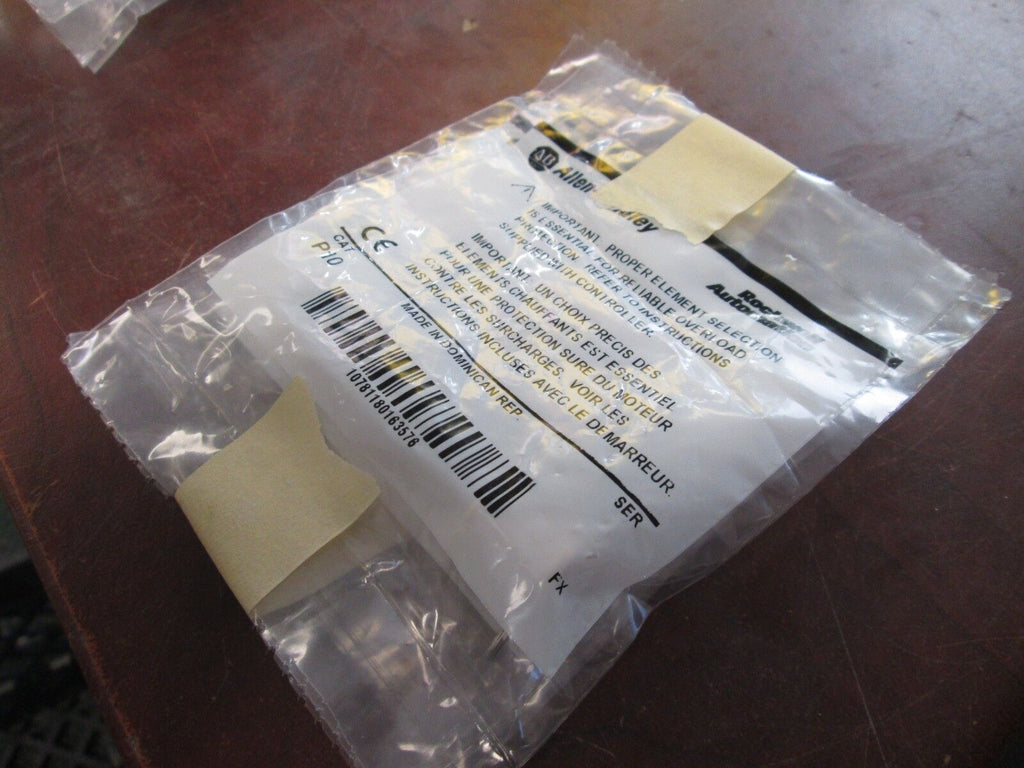 AB Allen-Bradley
Rockwell
Automation
IMPORTANT: PROPER ELEMENT SELECTION
IS ESSENTIAL FOR RELIABLE OVERLOAD
PROTECTION. REFER TO INSTRUCTIONS
SUPPLIED WITH CONTROLLER.
IMPORTANT: UN CHOIX PRECIS DES
ELEMENTS CHAUFFANTS EST ESSENTIEL
POUR UNE PROTECTION SURE DU MOTEUR
CONTRE LES SURCHARGES. VOIR LES
INSTRUCTIONS INCLUSES AVEC LE DEMARREUR.
CE
CAT
SER
P10
MADE IN DOMINICAN REP.
FX
10781180163576